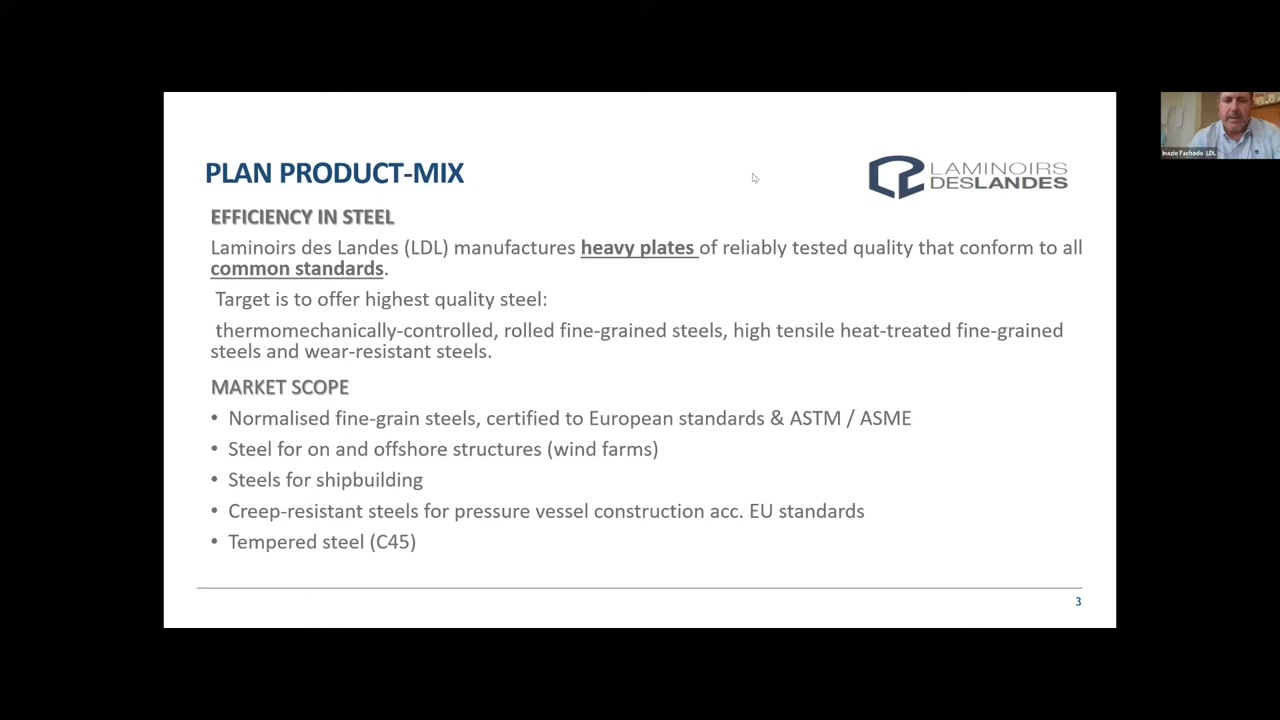 PLAN PRODUCT-MIX
LAMINOIRS
DESLANDES
EFFICIENCY IN STEEL
Laminoirs des Landes (LDL) manufactures heavy plates of reliably tested quality that conform to all
common standards.
Target is to offer highest quality steel:
thermomechanically-controlled, rolled fine-grained steels, high tensile heat-treated fine-grained
steels and wear-resistant steels.
MARKET SCOPE
• Normalised fine-grain steels, certified to European standards & ASTM / ASME
• Steel for on and offshore structures (wind farms)
• Steels for shipbuilding
• Creep-resistant steels for pressure vessel construction acc. EU standards
• Tempered steel (C45)
3
Inazio Fachado LDL